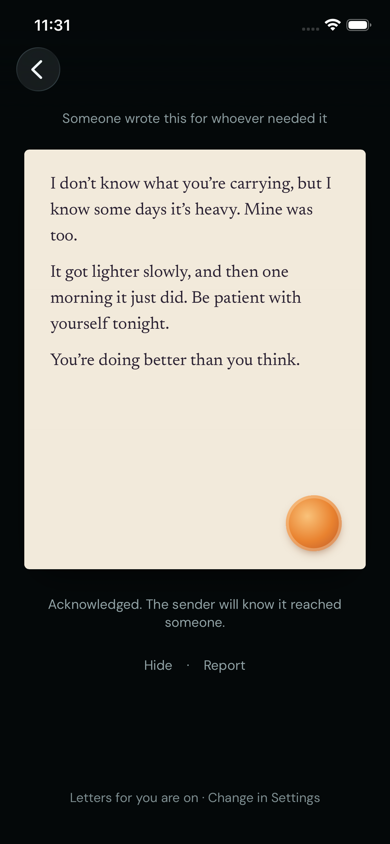 11:31
Someone wrote this for whoever needed it
I don’t know what you’re carrying, but I
know some days it’s heavy. Mine was
too.
It got lighter slowly, and then one
morning it just did. Be patient with
yourself tonight.
You’re doing better than you think.
Acknowledged. The sender will know it reached
someone.
Hide · Report
Letters for you are on · Change in Settings